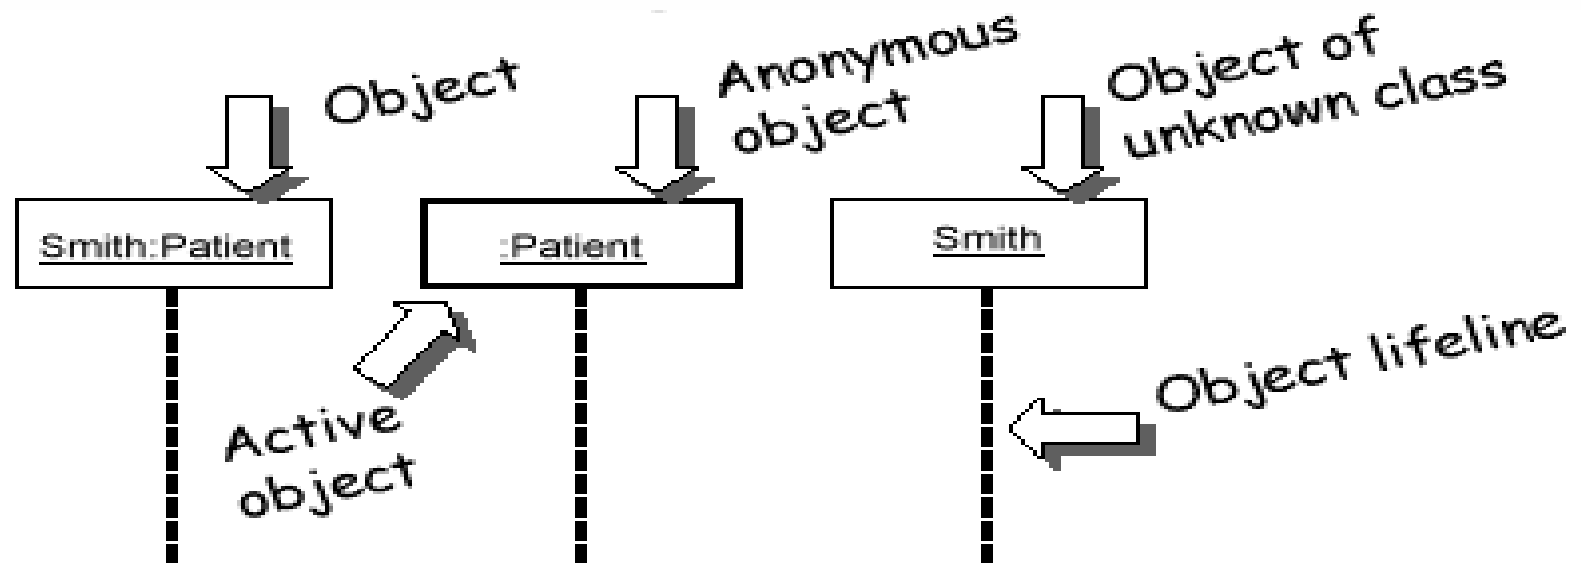 Object
Anonymous
object
Object of
unknown class
Smith:Patient
:Patient
Smith
Object lifeline
Active
object